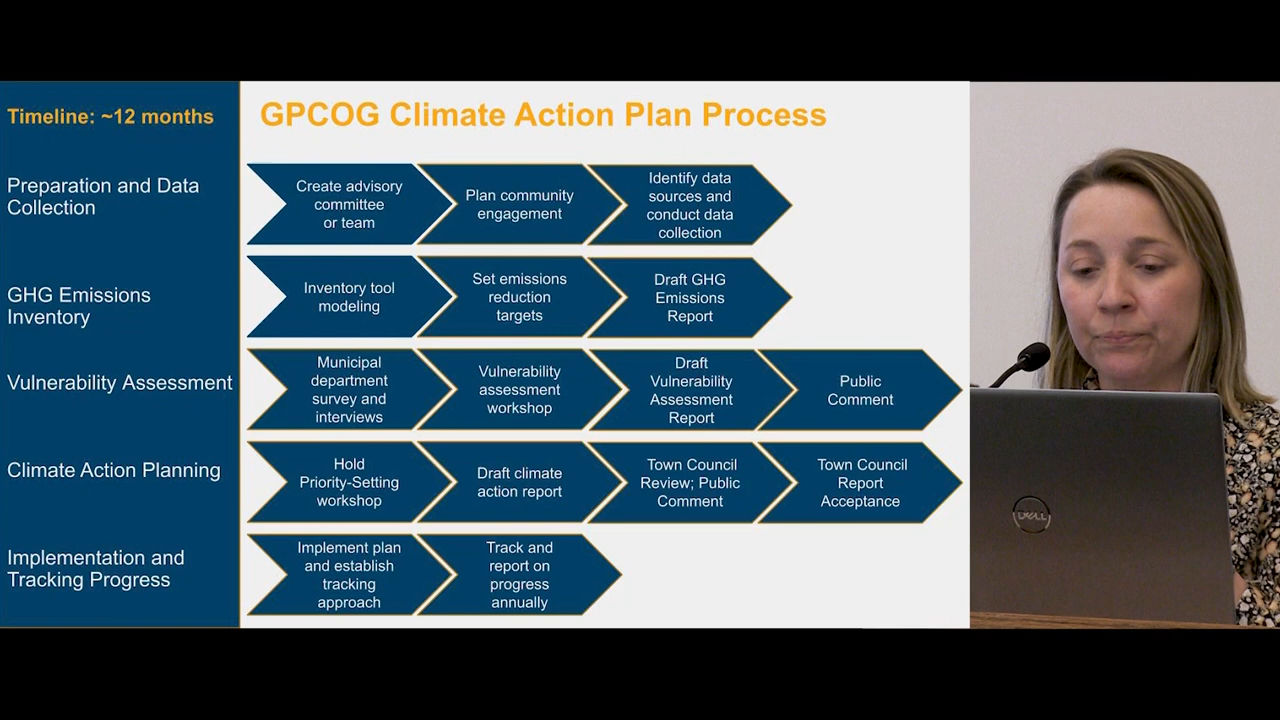 Timeline: ~12 months
GPCOG Climate Action Plan Process
Preparation and Data
Collection
Create advisory
committee
or team
Plan community
engagement
Identify data
sources and
conduct data
collection
GHG Emissions
Inventory
Inventory tool
modeling
Set emissions
reduction
targets
Draft GHG
Emissions
Report
Vulnerability Assessment
Municipal
department
survey and
interviews
Vulnerability
assessment
workshop
Draft
Vulnerability
Assessment
Report
Public
Comment
Climate Action Planning
Hold
Priority-Setting
workshop
Draft climate
action report
Town Council
Review; Public
Comment
Town Council
Report
Acceptance
Implementation and
Tracking Progress
Implement plan
and establish
tracking
approach
Track and
report on
progress
annually
DELL